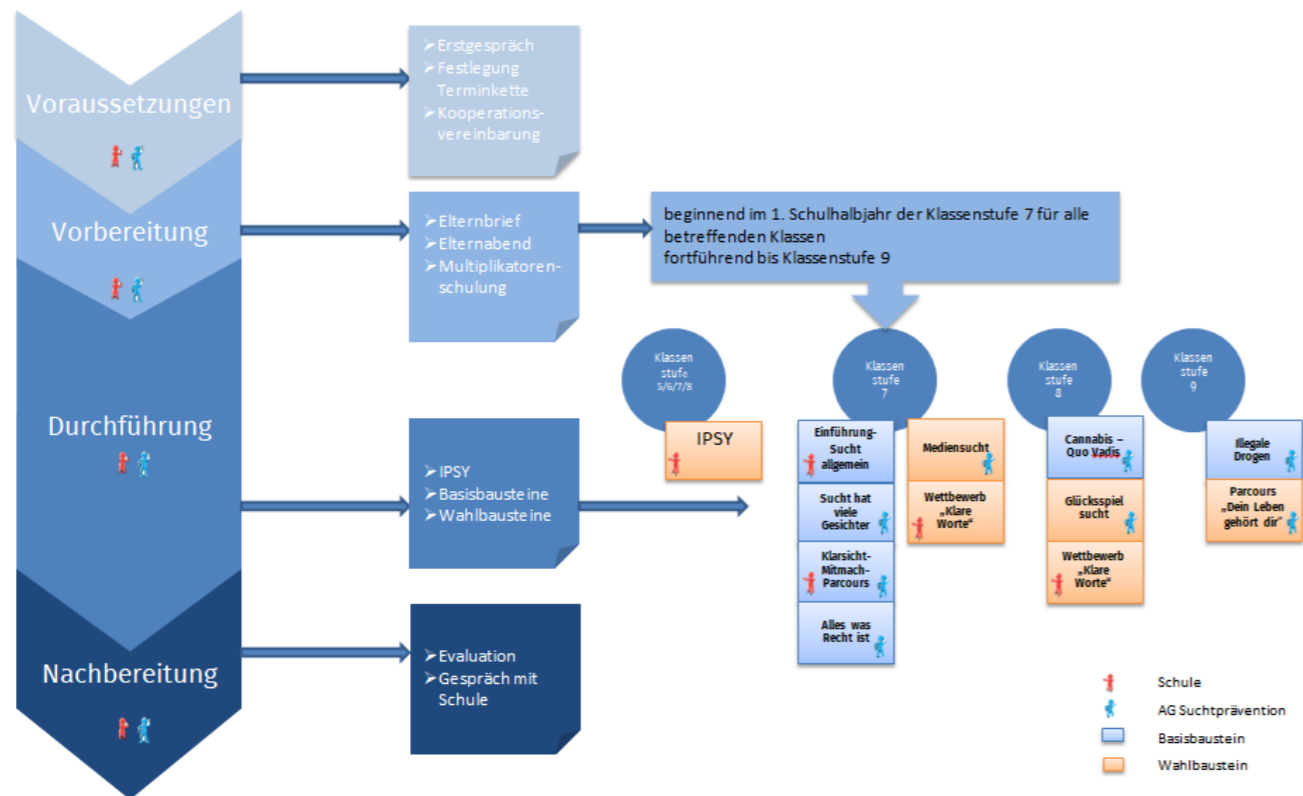 Voraussetzungen
➢Erstgespräch
➢Festlegung
Terminkette
➢Kooperations-
vereinbarung
Vorbereitung
➢Elternbrief
➢Elternabend
➢Multiplikatoren-
schulung
beginnend im 1. Schulhalbjahr der Klassenstufe 7 für alle
betreffenden Klassen
fortführend bis Klassenstufe 9
Durchführung
➢IPSY
➢Basisbausteine
➢Wahlbausteine
Klassen
stufe
5/6/7/8
IPSY
Klassen
stufe
7
Einführung-
Sucht
allgemein
Sucht hat
viele
Gesichter
Klarsicht-
Mitmach-
Parcours
Alles was
Recht ist
Mediensucht
Wettbewerb
„Klare
Worte“
Klassen
stufe
8
Cannabis –
Quo Vadis
Glücksspiel
sucht
Wettbewerb
„Klare
Worte“
Klassen
stufe
9
Illegale
Drogen
Parcours
„Dein Leben
gehört dir“
Nachbereitung
➢Evaluation
➢Gespräch mit
Schule
Schule
AG Suchtprävention
Basisbaustein
Wahlbaustein